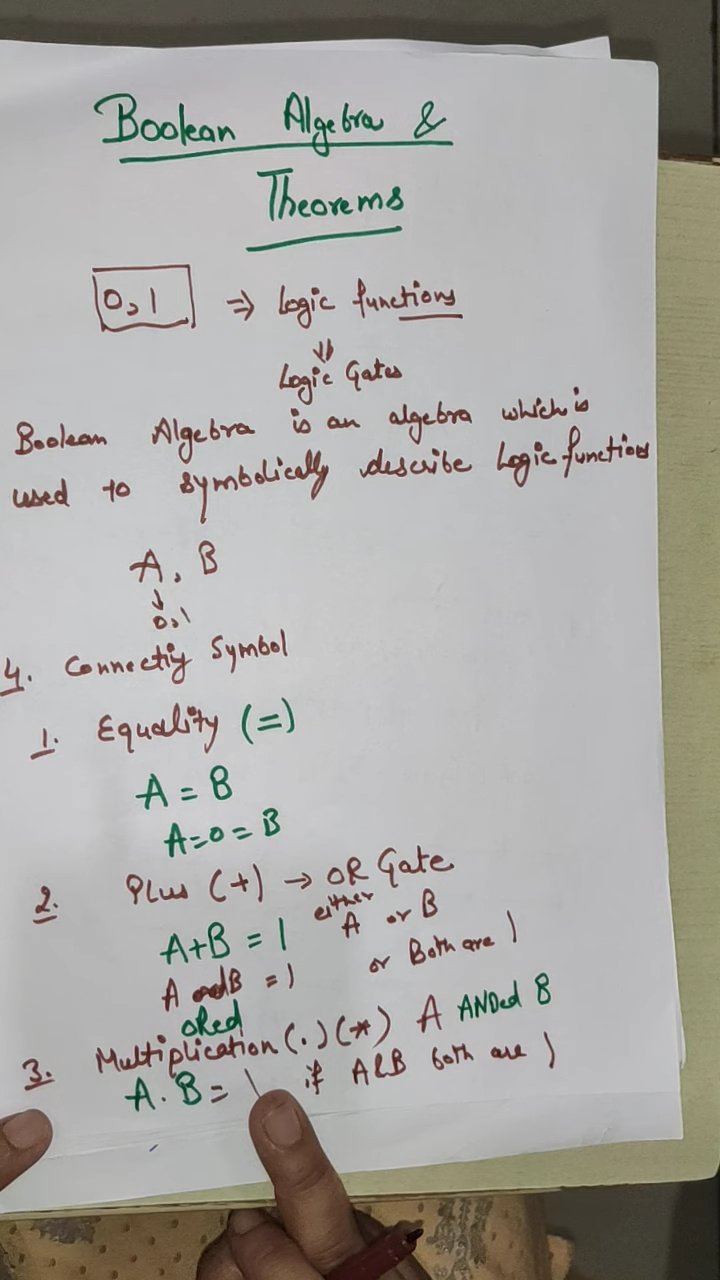 Boolean Algebra &
Theorems
0,1 ⇒ Logic functions
⇓
Logic Gates
Boolean Algebra is an algebra which is
used to symbolically describe Logic functions
A, B
↓
0,1
4. Connectiy Symbol
1. Equality (=)
A = B
A=0=B
2. Plus (+) → OR Gate
either
A or B
A+B = 1
or Both are 1
A B = 1
ORed
3. Multiplication (.) (*) A ANDed B
A.B = 1 if A&B both are 1